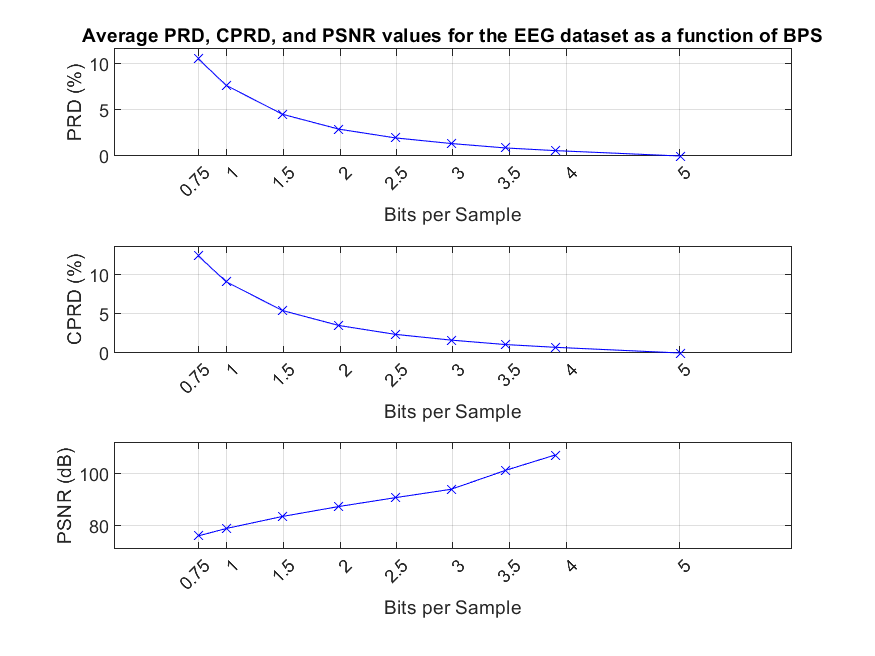 Average PRD, CPRD, and PSNR values for the EEG dataset as a function of BPS
PRD (%)
10
5
0
0.75 1 1.5 2 2.5 3 3.5 4 5
Bits per Sample
CPRD (%)
10
5
0
0.75 1 1.5 2 2.5 3 3.5 4 5
Bits per Sample
PSNR (dB)
100
80
0.75 1 1.5 2 2.5 3 3.5 4 5
Bits per Sample